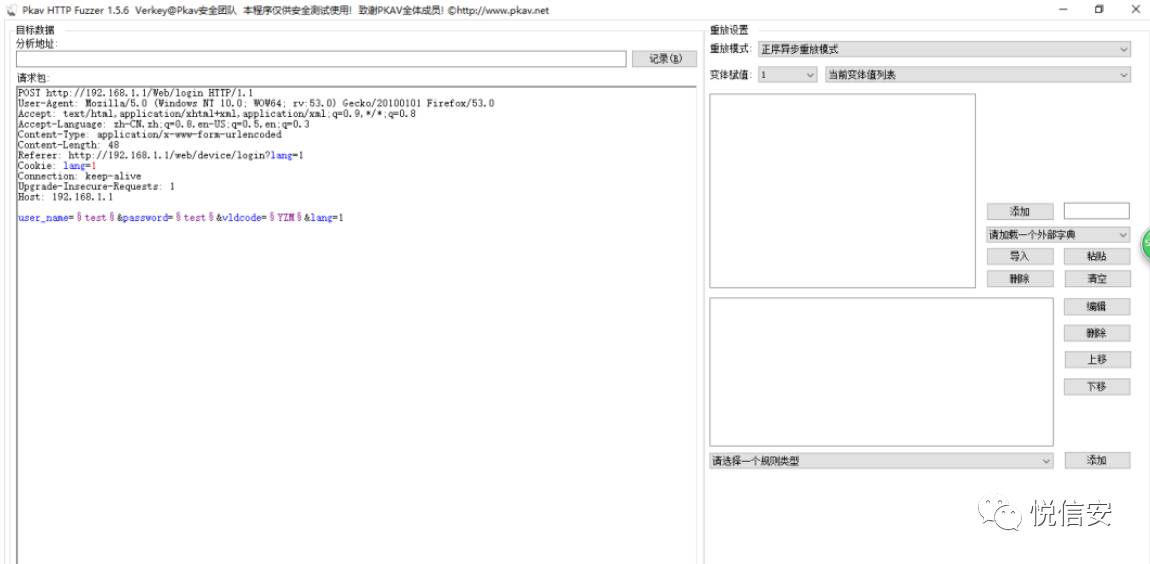 Pkav HTTP Fuzzer 1.5.6 Verkey@Pkav安全团队 本程序仅供安全测试使用! 致谢PKAV全体成员! ©http://www.pkav.net
目标数据
分析地址:
记录(B)
请求包:
POST http://192.168.1.1/Web/login HTTP/1.1
User-Agent: Mozilla/5.0 (Windows NT 10.0; WOW64; rv:53.0) Gecko/20100101 Firefox/53.0
Accept: text/html,application/xhtml+xml,application/xml;q=0.9,*/*;q=0.8
Accept-Language: zh-CN,zh;q=0.8,en-US;q=0.5,en;q=0.3
Content-Type: application/x-www-form-urlencoded
Content-Length: 48
Referer: http://192.168.1.1/web/device/login?lang=1
Cookie: lang=1
Connection: keep-alive
Upgrade-Insecure-Requests: 1
Host: 192.168.1.1
user_name=§test§&password=§test§&vldcode=§YZM§&lang=1
重放设置
重放模式: 正序异步重放模式
变体赋值: 1 当前变体值列表
添加
请加载一个外部字典
导入 粘贴
删除 清空
编辑
删除
上移
下移
请选择一个规则类型 添加
悦信安